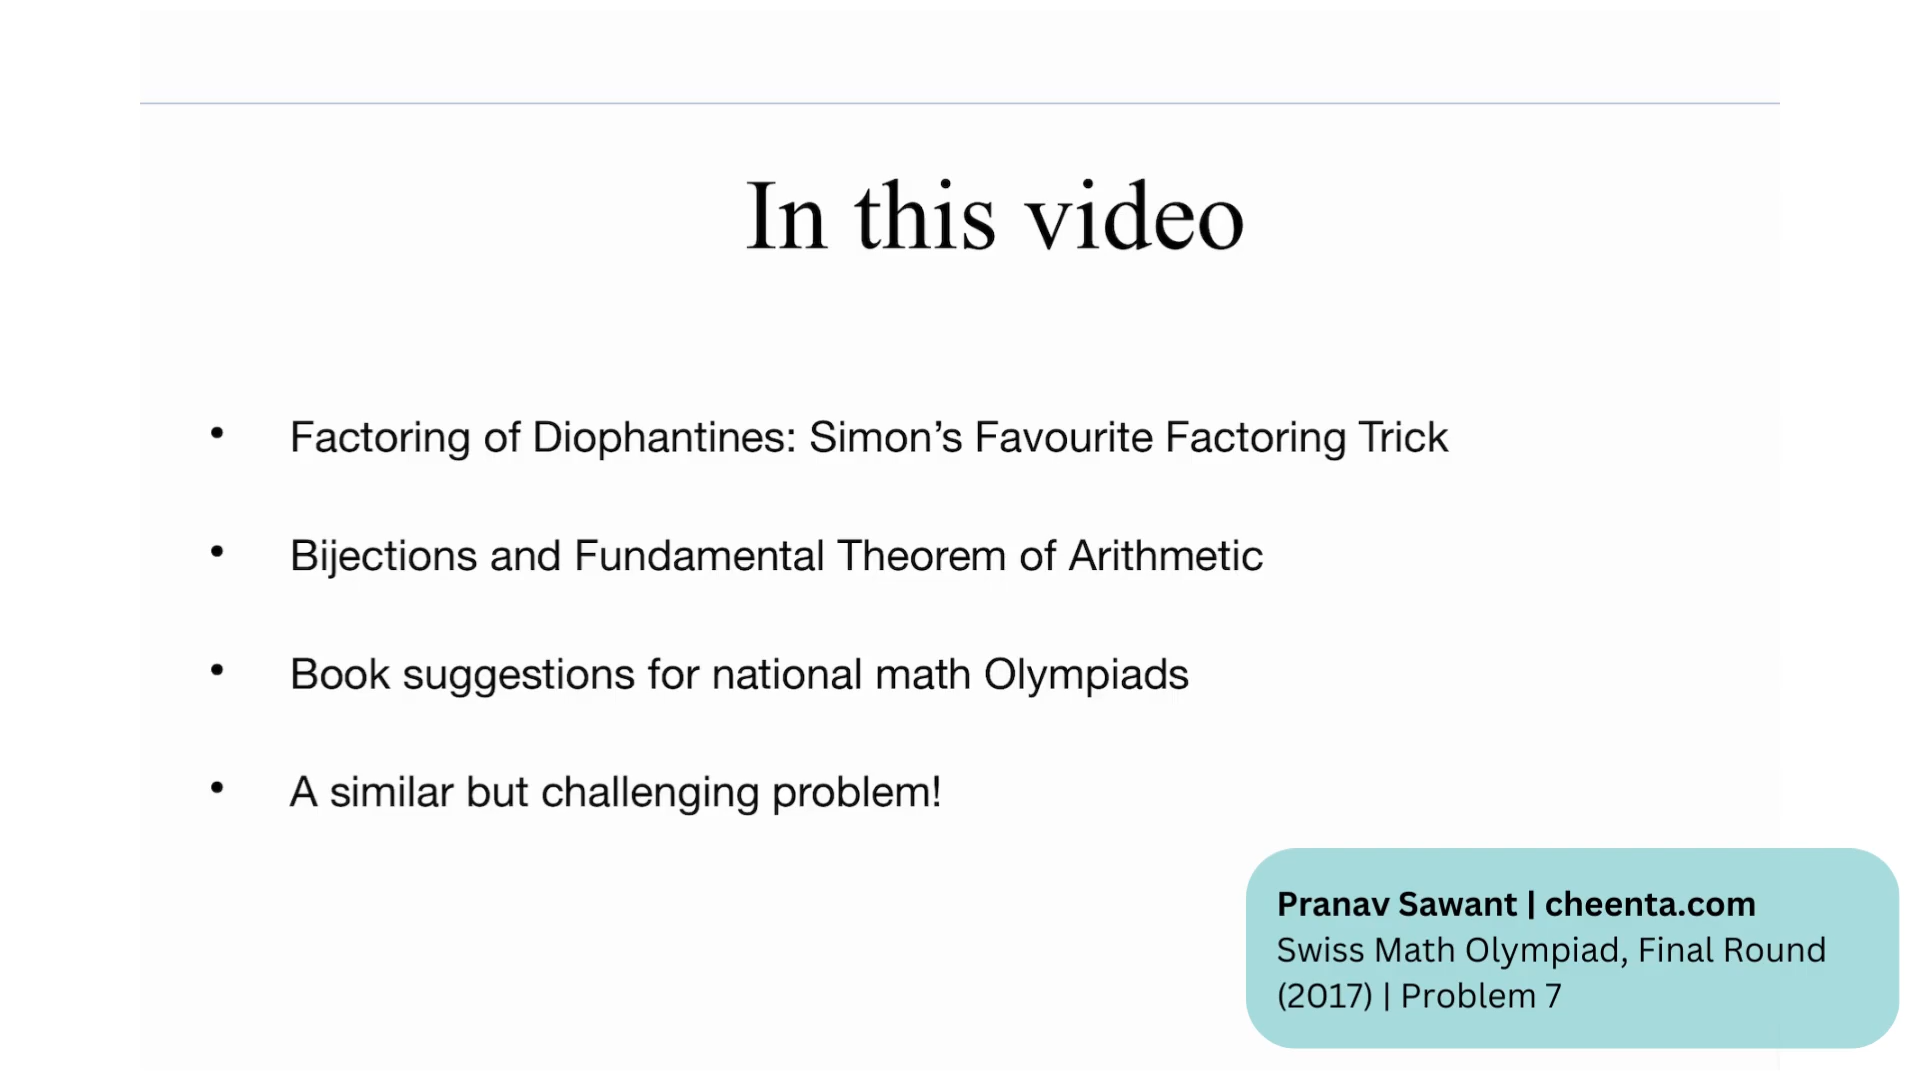 In this video
• Factoring of Diophantines: Simon’s Favourite Factoring Trick
• Bijections and Fundamental Theorem of Arithmetic
• Book suggestions for national math Olympiads
• A similar but challenging problem!
Pranav Sawant | cheenta.com
Swiss Math Olympiad, Final Round
(2017) | Problem 7